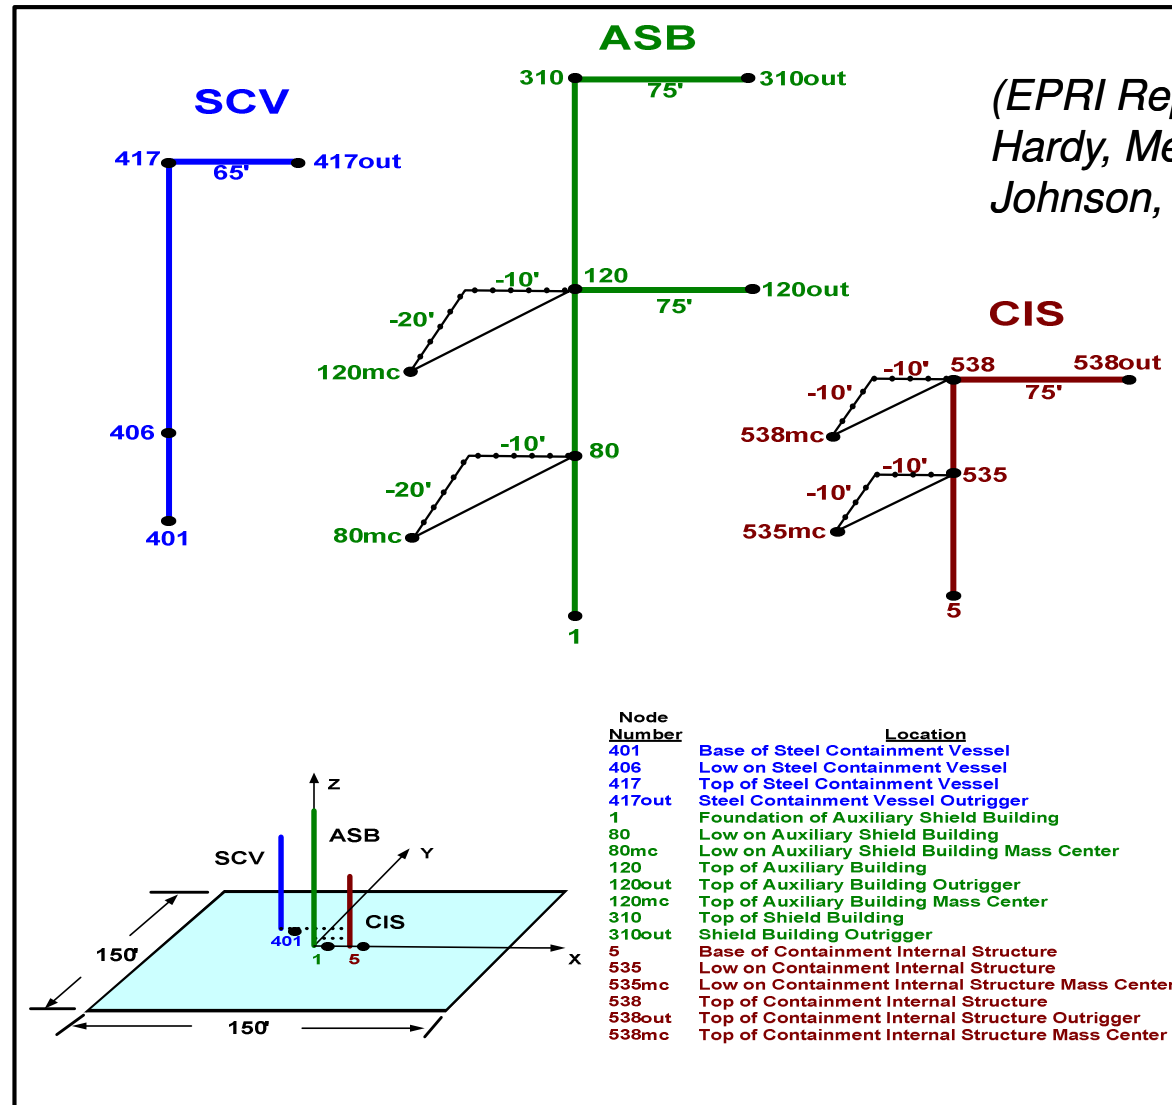 ASB
310
75'
310out
SCV
417
65'
417out
(EPRI Rep
Hardy, Me
Johnson,
-10'
120
-20'
75'
120out
120mc
CIS
-10'
538
538out
-10'
75'
538mc
406
-10'
80
-20'
80mc
-10'
535
-10'
535mc
401
1
5
Node
Number Location
401 Base of Steel Containment Vessel
406 Low on Steel Containment Vessel
417 Top of Steel Containment Vessel
417out Steel Containment Vessel Outrigger
1 Foundation of Auxiliary Shield Building
80 Low on Auxiliary Shield Building
80mc Low on Auxiliary Shield Building Mass Center
120 Top of Auxiliary Building
120out Top of Auxiliary Building Outrigger
120mc Top of Auxiliary Building Mass Center
310 Top of Shield Building
310out Shield Building Outrigger
5 Base of Containment Internal Structure
535 Low on Containment Internal Structure
535mc Low on Containment Internal Structure Mass Center
538 Top of Containment Internal Structure
538out Top of Containment Internal Structure Outrigger
538mc Top of Containment Internal Structure Mass Center
Z
ASB
SCV
Y
CIS
401
1
5
X
150'
150'